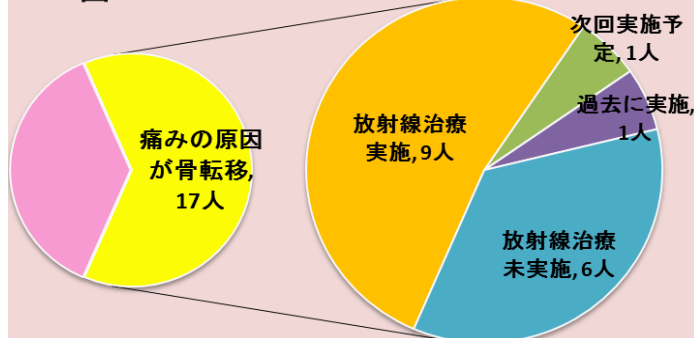 痛みの原因
が骨転移,
17人
放射線治療
実施, 9人
次回実施予
定, 1人
過去に実施,
1人
放射線治療
未実施, 6人